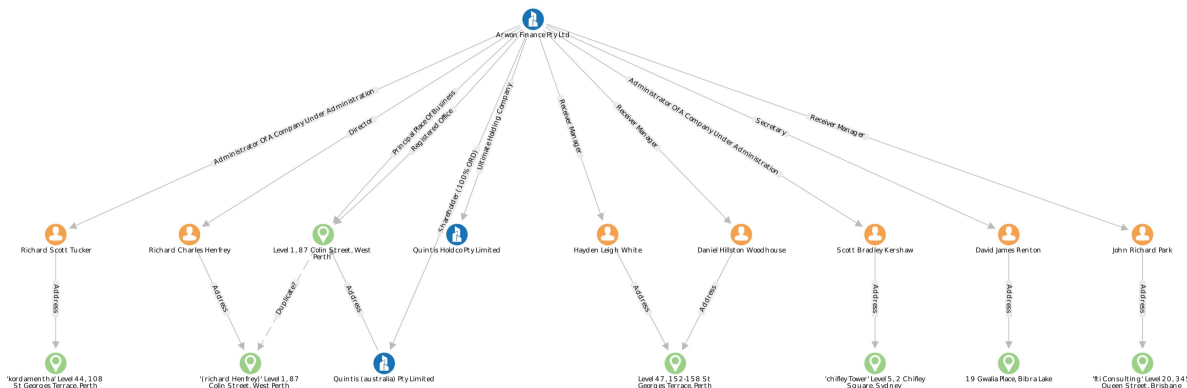 Arwon Finance Pty Ltd
Administrator Of A Company Under Administration
Director
Principal Place Of Business
Registered Office
Shareholder (100% ORD)
Ultimate Holding Company
Receiver Manager
Receiver Manager
Administrator Of A Company Under Administration
Secretary
Receiver Manager
Richard Scott Tucker
Richard Charles Henfrey
Level 1, 87 Colin Street, West
Perth
Quintis Holdco Pty Limited
Hayden Leigh White
Daniel Hillston Woodhouse
Scott Bradley Kershaw
David James Renton
John Richard Park
Address
Address
Duplicate?
Address
Address
Address
Address
Address
Address
'kordamentha' Level 44, 108
St Georges Terrace, Perth
'(richard Henfrey)' Level 1, 87
Colin Street, West Perth
Quintis (australia) Pty Limited
Level 47, 152-158 St
Georges Terrace, Perth
'chifley Tower' Level 5, 2 Chifley
Square, Sydney
19 Gwalia Place, Bibra Lake
'fti Consulting' Level 20, 345
Queen Street, Brisbane